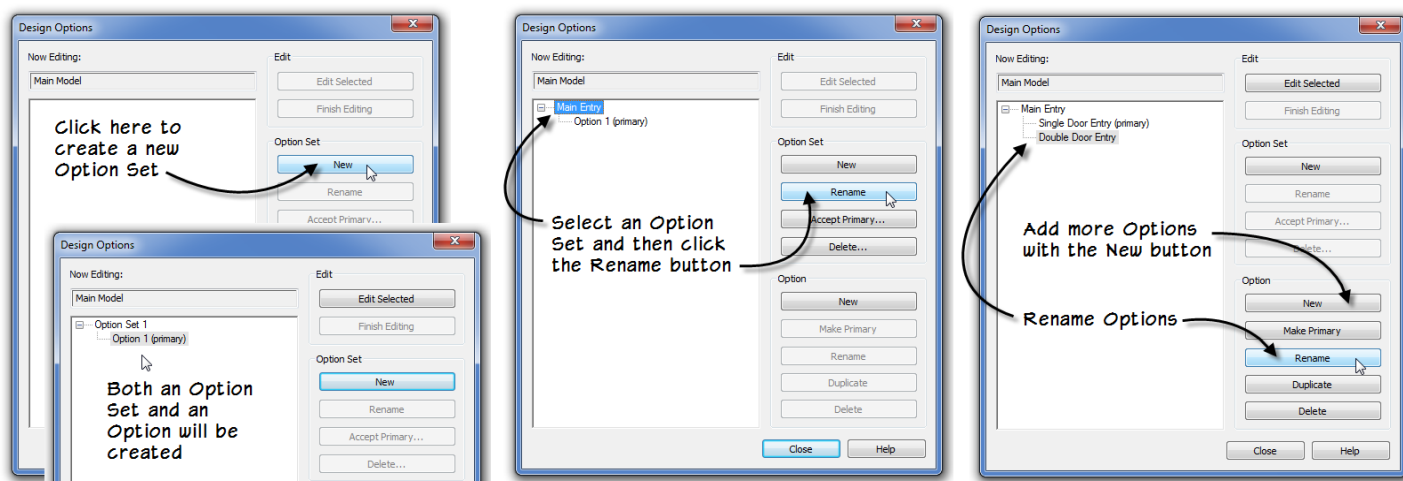 Design Options
Now Editing:
Main Model
Edit
Edit Selected
Finish Editing
Click here to
create a new
Option Set
Option Set
New
Rename
Accept Primary...
Design Options
Now Editing:
Main Model
Edit
Edit Selected
Finish Editing
Option Set 1
Option 1 (primary)
Both an Option
Set and an
Option will be
created
Option Set
New
Rename
Accept Primary...
Delete...
Design Options
Now Editing:
Main Model
Edit
Edit Selected
Finish Editing
Main Entry
Option 1 (primary)
Option Set
New
Rename
Accept Primary...
Delete...
Select an Option
Set and then click
the Rename button
Option
New
Make Primary
Rename
Duplicate
Delete
Close
Help
Design Options
Now Editing:
Main Model
Edit
Edit Selected
Finish Editing
Main Entry
Single Door Entry (primary)
Double Door Entry
Option Set
New
Rename
Accept Primary...
Delete...
Add more Options
with the New button
Rename Options
Option
New
Make Primary
Rename
Duplicate
Delete
Close
Help